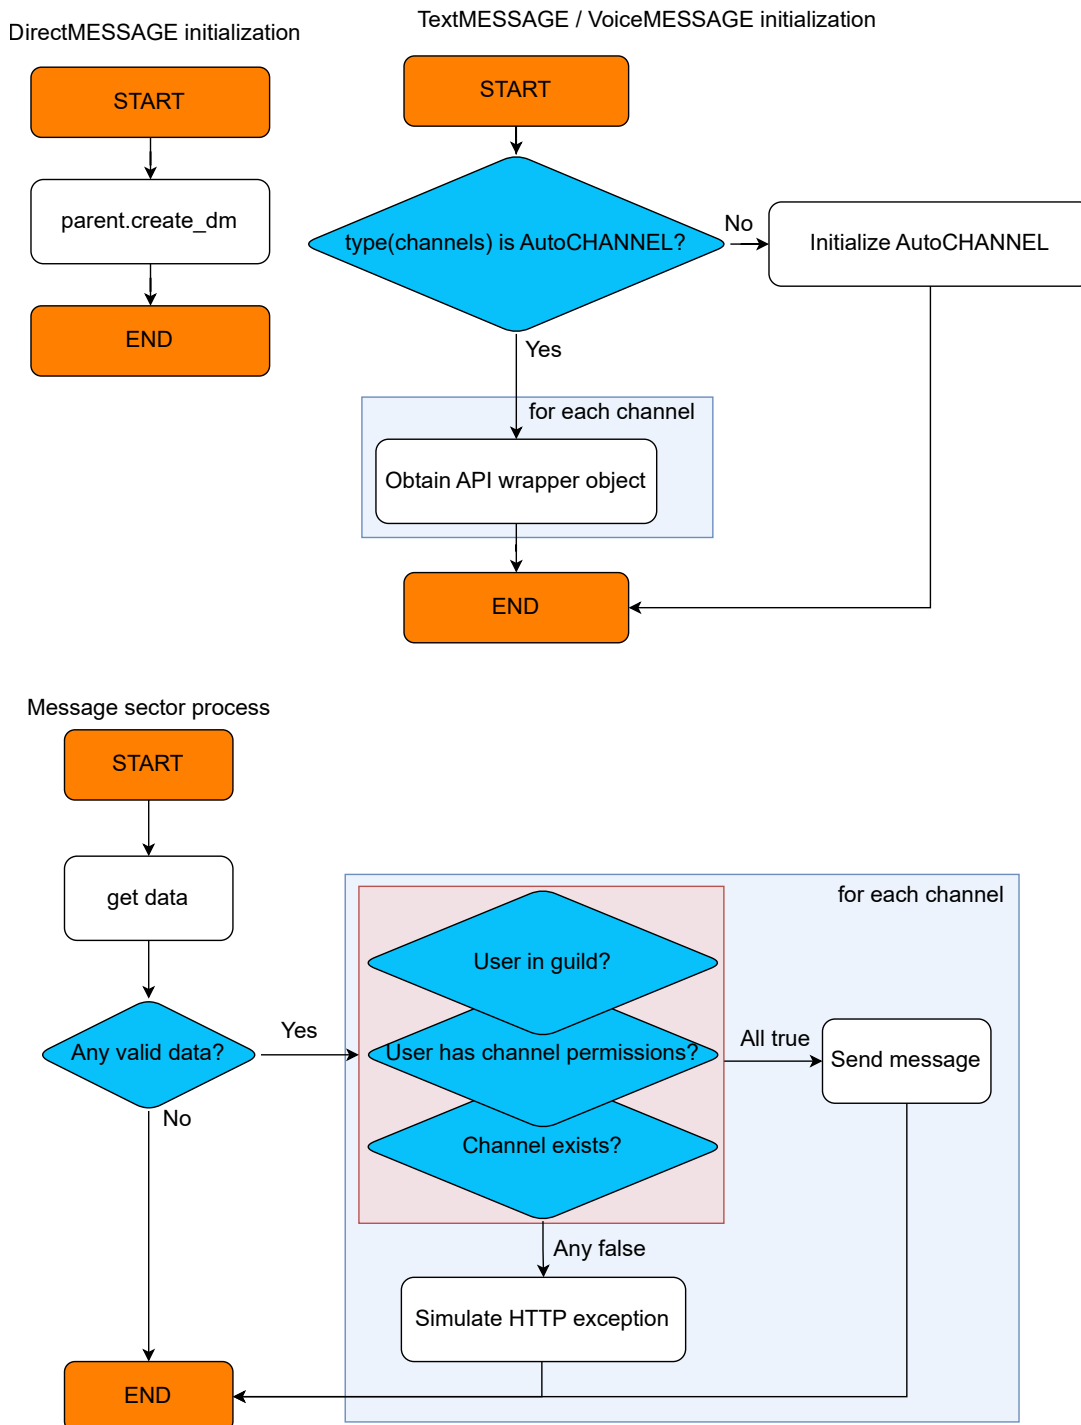 DirectMESSAGE initialization
START
parent.create_dm
END
TextMESSAGE / VoiceMESSAGE initialization
START
type(channels) is AutoCHANNEL?
No
Initialize AutoCHANNEL
Yes
for each channel
Obtain API wrapper object
END
Message sector process
START
get data
Any valid data?
Yes
No
for each channel
User in guild?
User has channel permissions?
Channel exists?
All true
Send message
Any false
Simulate HTTP exception
END